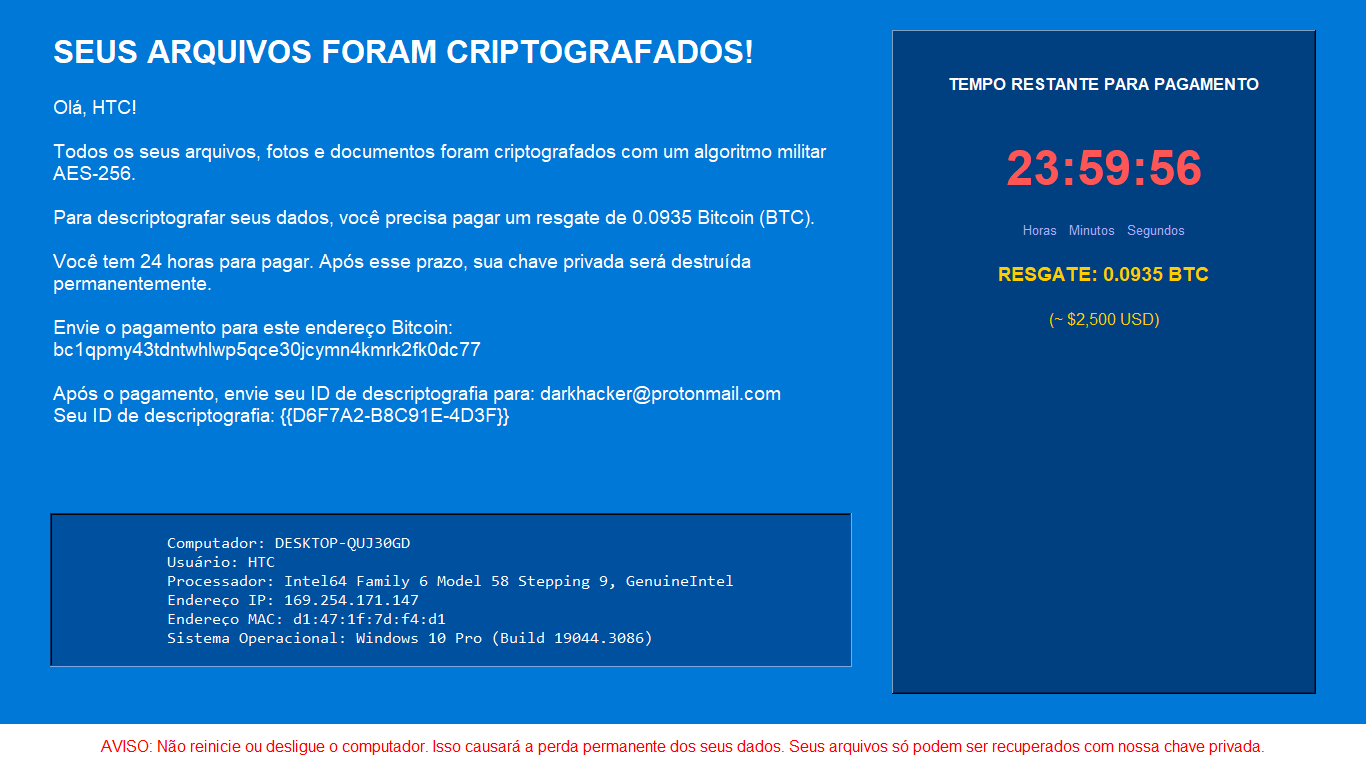 SEUS ARQUIVOS FORAM CRIPTOGRAFADOS!
Olá, HTC!
Todos os seus arquivos, fotos e documentos foram criptografados com um algoritmo militar
AES-256.
Para descriptografar seus dados, você precisa pagar um resgate de 0.0935 Bitcoin (BTC).
Você tem 24 horas para pagar. Após esse prazo, sua chave privada será destruída
permanentemente.
Envie o pagamento para este endereço Bitcoin:
bc1qpmy43tdntwhlwp5qce30jcymn4kmrk2fk0dc77
Após o pagamento, envie seu ID de descriptografia para: darkhacker@protonmail.com
Seu ID de descriptografia: {{D6F7A2-B8C91E-4D3F}}
Computador: DESKTOP-QUJ30GD
Usuário: HTC
Processador: Intel64 Family 6 Model 58 Stepping 9, GenuineIntel
Endereço IP: 169.254.171.147
Endereço MAC: d1:47:1f:7d:f4:d1
Sistema Operacional: Windows 10 Pro (Build 19044.3086)
TEMPO RESTANTE PARA PAGAMENTO
23:59:56
Horas Minutos Segundos
RESGATE: 0.0935 BTC
(~ $2,500 USD)
AVISO: Não reinicie ou desligue o computador. Isso causará a perda permanente dos seus dados. Seus arquivos só podem ser recuperados com nossa chave privada.